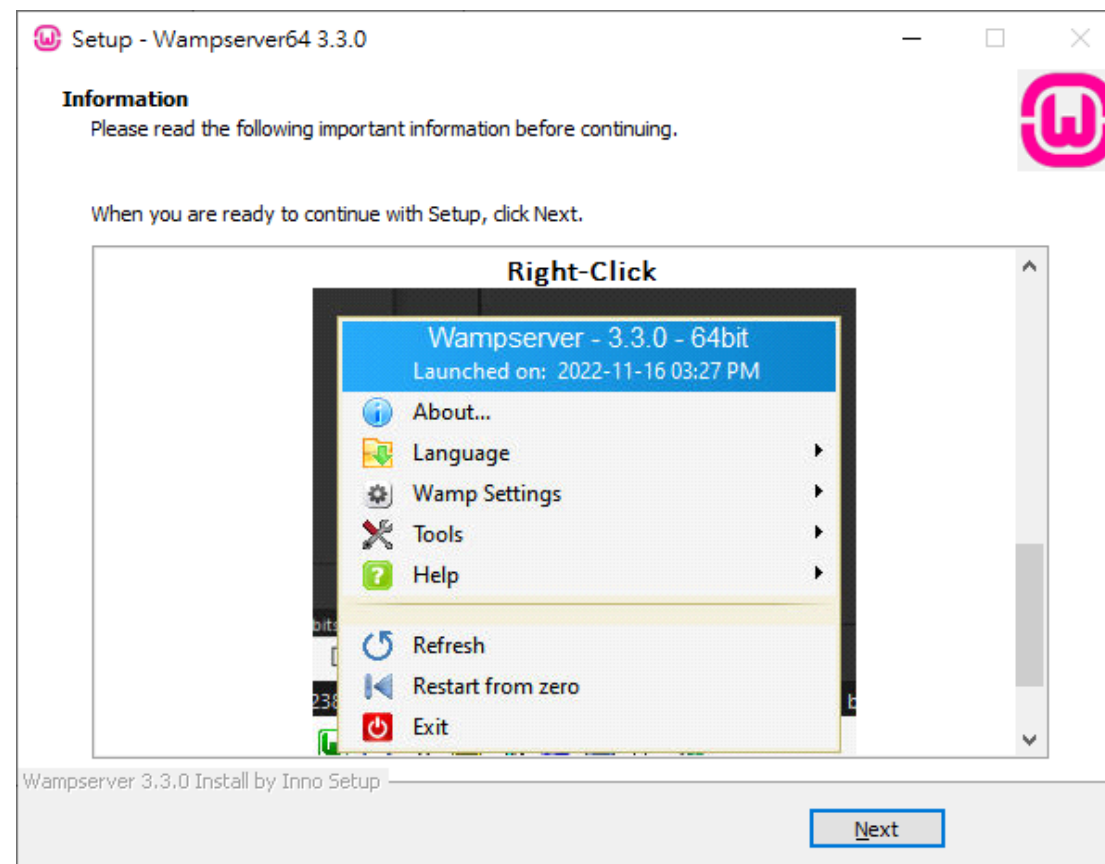 Setup - Wampserver64 3.3.0
Information
Please read the following important information before continuing.
When you are ready to continue with Setup, click Next.
Right-Click
Wampserver - 3.3.0 - 64bit
Launched on: 2022-11-16 03:27 PM
About...
Language
Wamp Settings
Tools
Help
bits
Refresh
Restart from zero
238
Exit
Wampserver 3.3.0 Install by Inno Setup
Next